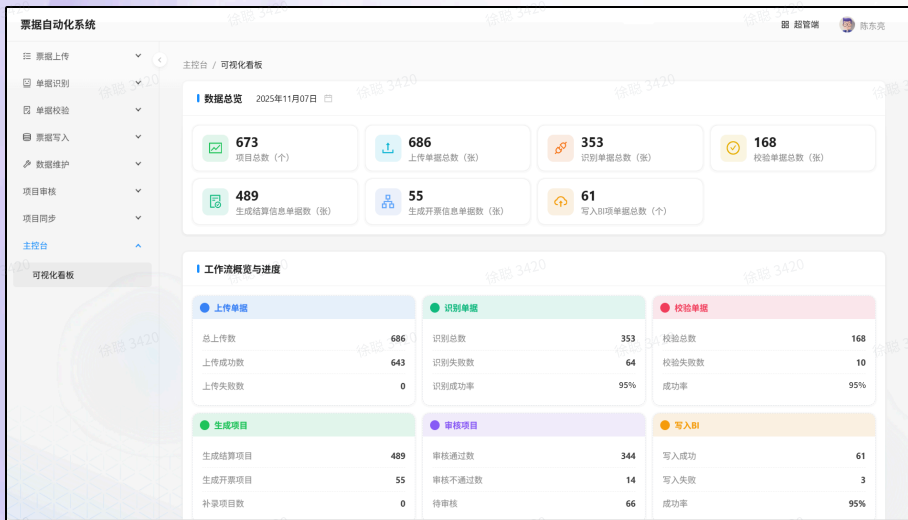 票据自动化系统
超管端 陈东亮
票据上传
单据识别
单据校验
票据写入
数据维护
项目审核
项目同步
主控台
可视化看板
主控台 / 可视化看板
数据总览 2025年11月07日
673
项目总数（个）
686
上传单据总数（张）
353
识别单据总数（张）
168
校验单据总数（张）
489
生成结算信息单据数（张）
55
生成开票信息单据数（张）
61
写入BI项单据总数（个）
工作流概览与进度
上传单据
总上传数 686
上传成功数 643
上传失败数 0
识别单据
识别总数 353
识别失败数 64
识别成功率 95%
校验单据
校验总数 168
校验失败数 10
成功率 95%
生成项目
生成结算项目 489
生成开票项目 55
补录项目数 0
审核项目
审核通过数 344
审核不通过数 14
待审核 66
写入BI
写入成功 61
写入失败 3
成功率 95%
徐聪 3420